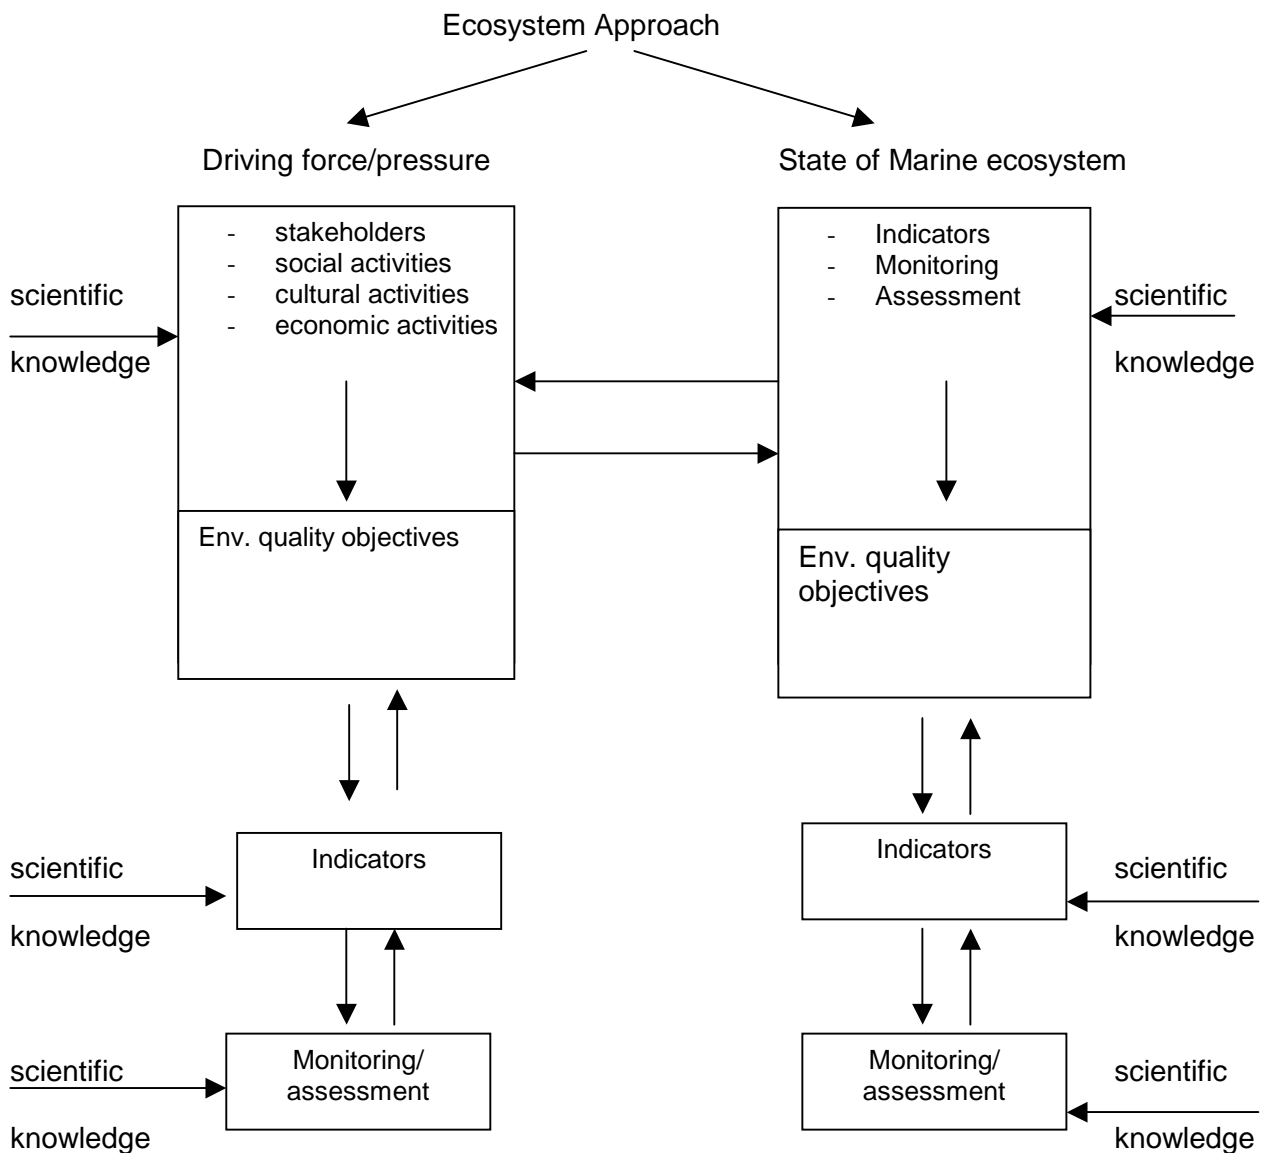 Ecosystem Approach
Driving force/pressure
State of Marine ecosystem
- stakeholders
- social activities
- cultural activities
- economic activities
- Indicators
- Monitoring
- Assessment
scientific
knowledge
scientific
knowledge
Env. quality objectives
Env. quality
objectives
scientific
knowledge
Indicators
Indicators
scientific
knowledge
scientific
knowledge
Monitoring/
assessment
Monitoring/
assessment
scientific
knowledge